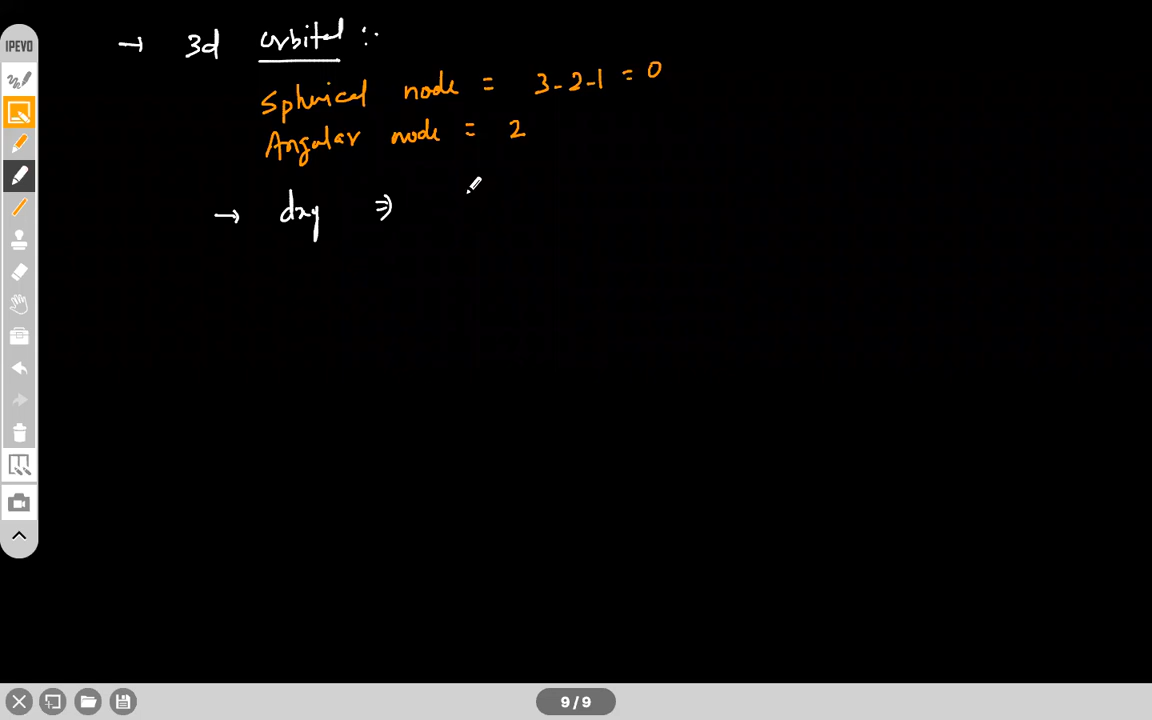 IPEVO
→ 3d orbital :-
Spherical node = 3-2-1 = 0
Angular node = 2
→ dxy ⇒
9 / 9